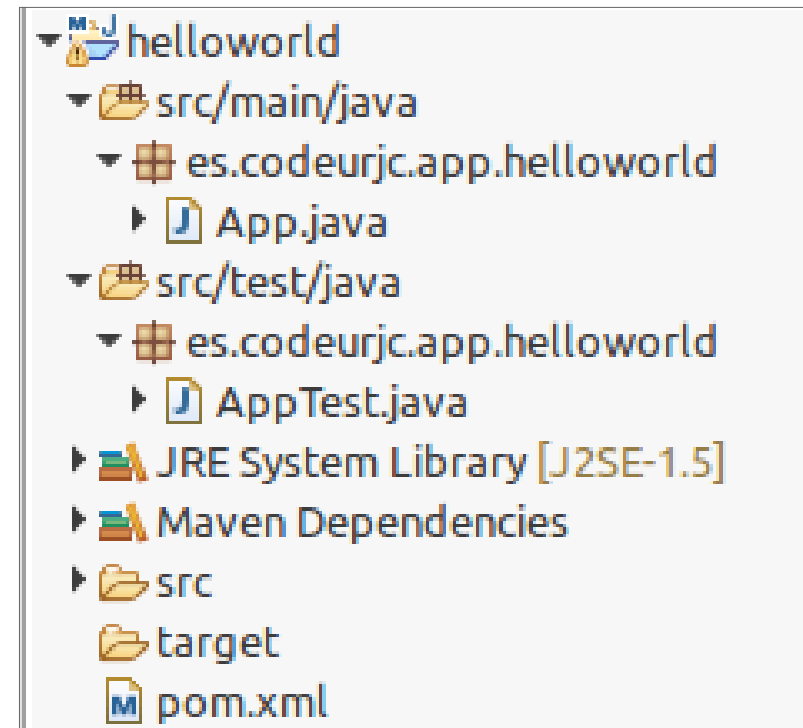 helloworld
src/main/java
es.codeurjc.app.helloworld
App.java
src/test/java
es.codeurjc.app.helloworld
AppTest.java
JRE System Library [J2SE-1.5]
Maven Dependencies
src
target
pom.xml